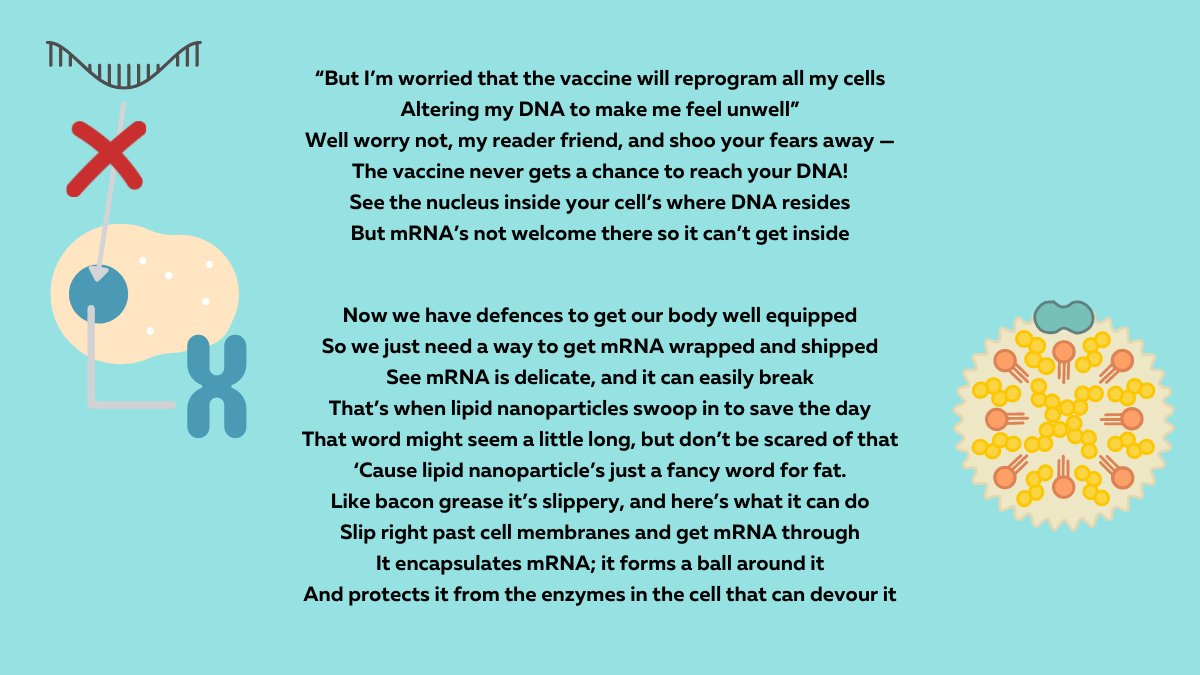 “But I’m worried that the vaccine will reprogram all my cells
Altering my DNA to make me feel unwell”
Well worry not, my reader friend, and shoo your fears away —
The vaccine never gets a chance to reach your DNA!
See the nucleus inside your cell’s where DNA resides
But mRNA’s not welcome there so it can’t get inside
Now we have defences to get our body well equipped
So we just need a way to get mRNA wrapped and shipped
See mRNA is delicate, and it can easily break
That’s when lipid nanoparticles swoop in to save the day
That word might seem a little long, but don’t be scared of that
‘Cause lipid nanoparticle’s just a fancy word for fat.
Like bacon grease it’s slippery, and here’s what it can do
Slip right past cell membranes and get mRNA through
It encapsulates mRNA; it forms a ball around it
And protects it from the enzymes in the cell that can devour it